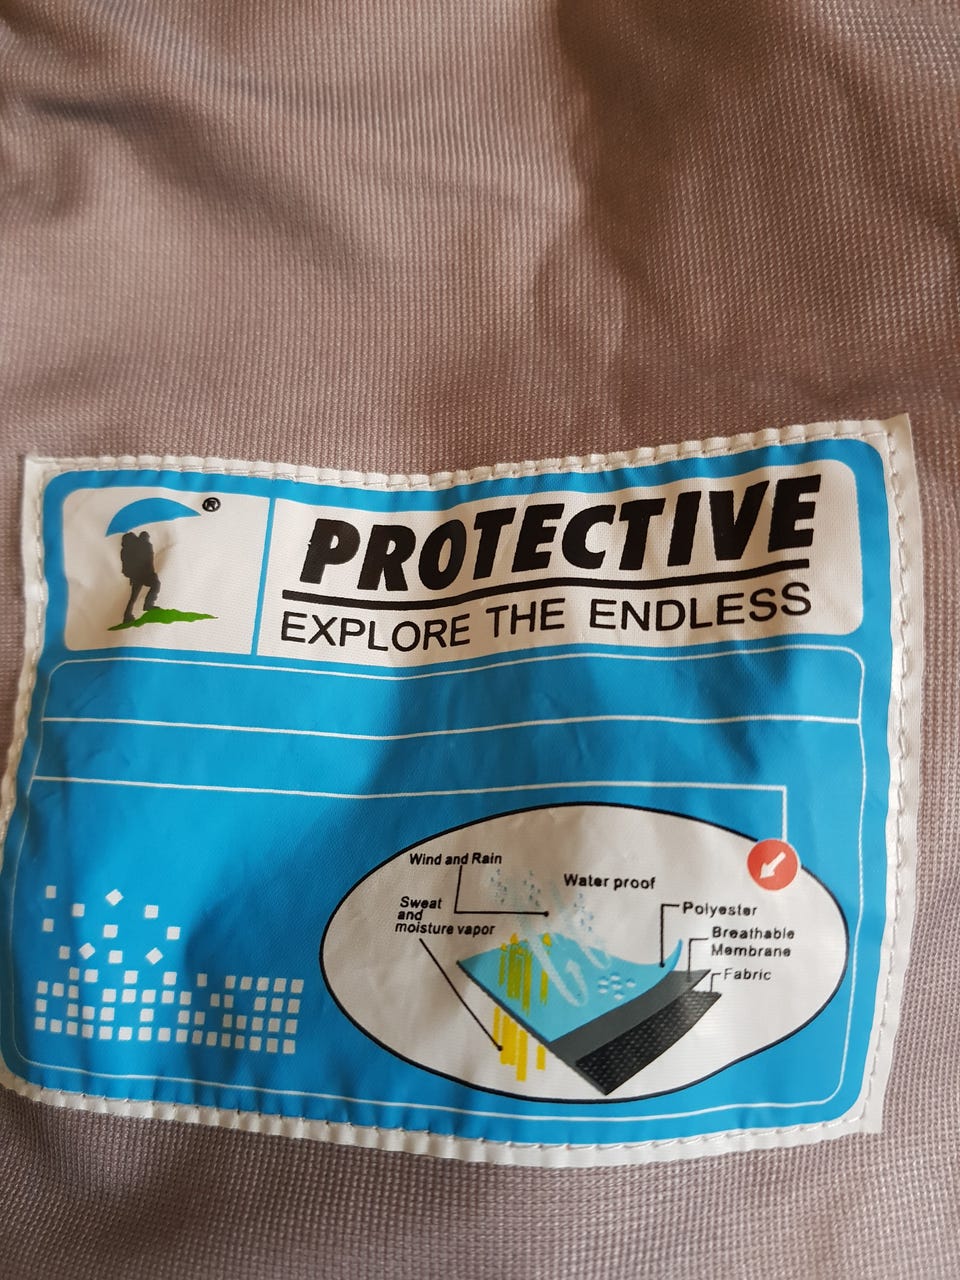 ®
PROTECTIVE
EXPLORE THE ENDLESS
Wind and Rain
Water proof
Sweat
and
moisture vapor
Polyester
Breathable
Membrane
Fabric